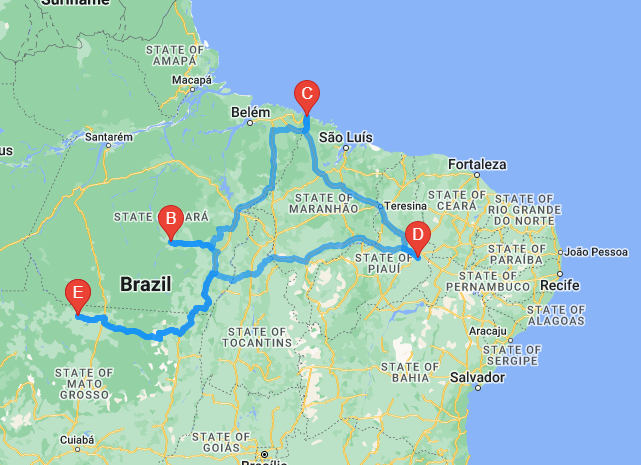 Suriname
STATE OF
AMAPÁ
Macapá
C
Belém
Santarém
São Luís
us
Fortaleza
B
STATE OF
MARANHÃO
Teresina
STATE OF
CEARÁ
STATE OF
RIO GRANDE
DO NORTE
STATE
ARÁ
D
STATE OF
PARAÍBA
João Pessoa
STATE OF
PIAUÍ
STATE OF
PERNAMBUCO
Recife
Brazil
E
STATE OF
ALAGOAS
STATE OF
TOCANTINS
Aracaju
STATE OF
SERGIPE
STATE OF
MATO
GROSSO
STATE OF
BAHIA
Salvador
Cuiabá
STATE OF
GOIÁS